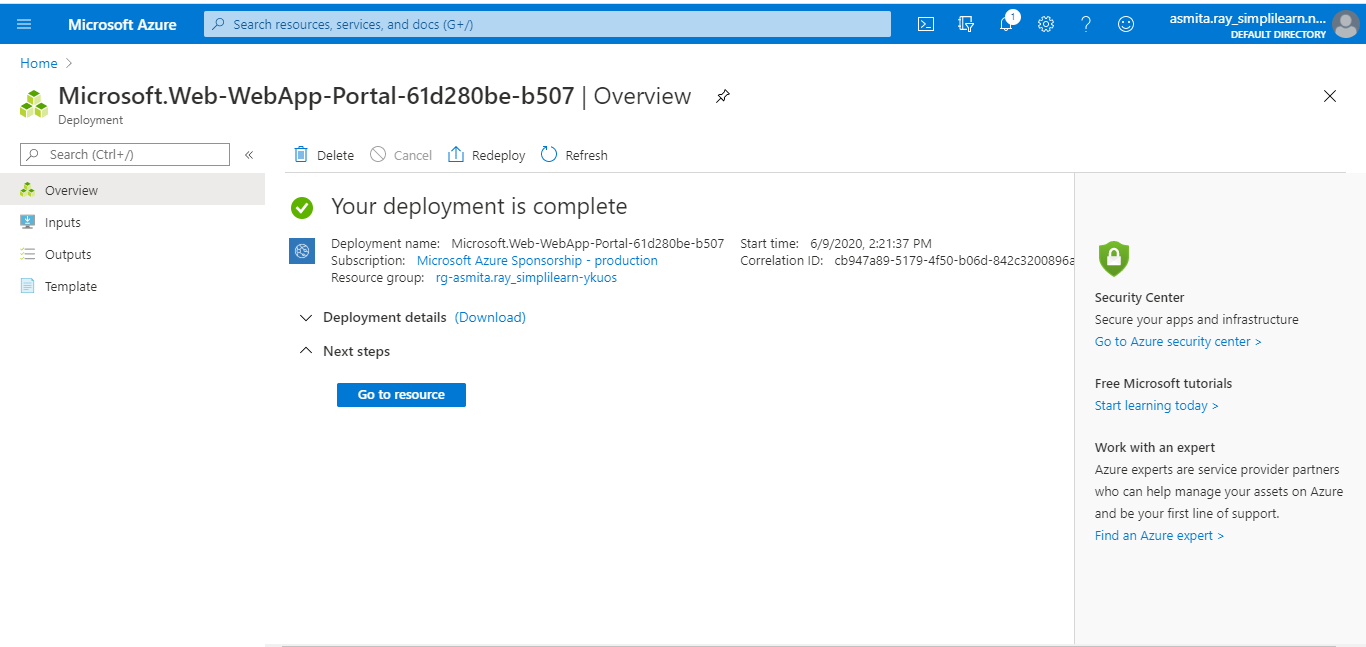 Microsoft Azure
Search resources, services, and docs (G+/)
1
?
asmita.ray_simplilearn.n...
DEFAULT DIRECTORY
Home >
Microsoft.Web-WebApp-Portal-61d280be-b507 | Overview
Deployment
Search (Ctrl+/)
«
Delete
Cancel
Redeploy
Refresh
Overview
Inputs
Outputs
Template
Your deployment is complete
Deployment name: Microsoft.Web-WebApp-Portal-61d280be-b507
Subscription: Microsoft Azure Sponsorship - production
Resource group: rg-asmita.ray_simplilearn-ykuos
Start time: 6/9/2020, 2:21:37 PM
Correlation ID: cb947a89-5179-4f50-b06d-842c3200896a
Deployment details (Download)
Next steps
Go to resource
Security Center
Secure your apps and infrastructure
Go to Azure security center >
Free Microsoft tutorials
Start learning today >
Work with an expert
Azure experts are service provider partners
who can help manage your assets on Azure
and be your first line of support.
Find an Azure expert >